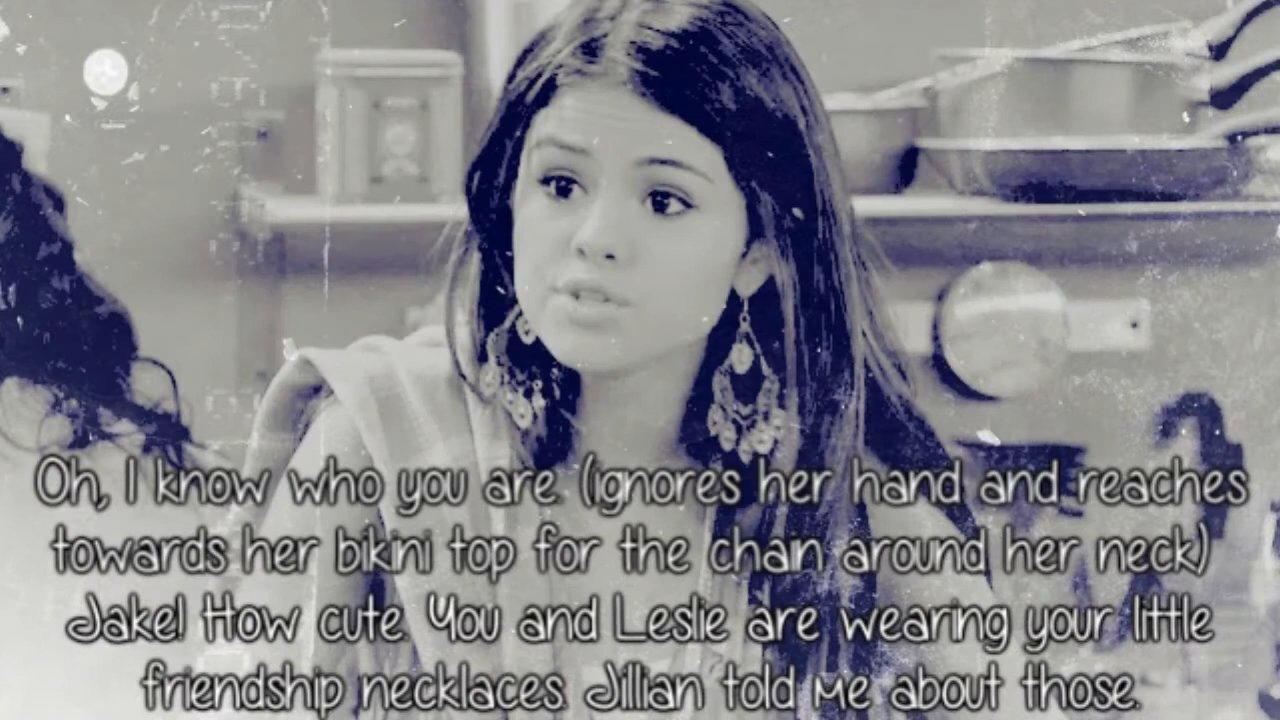 Oh, I know who you are. (ignores her hand and reaches
towards her bikini top for the chain around her neck)
Jake! How cute. You and Leslie are wearing your little
friendship necklaces. Jillian told me about those.